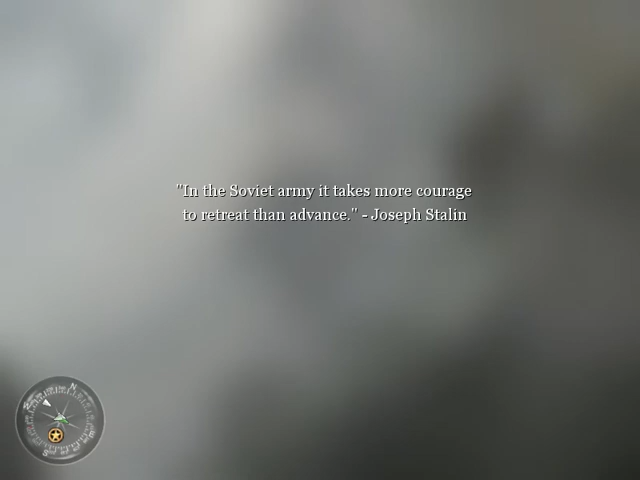 "In the Soviet army it takes more courage
to retreat than advance." - Joseph Stalin
N
S